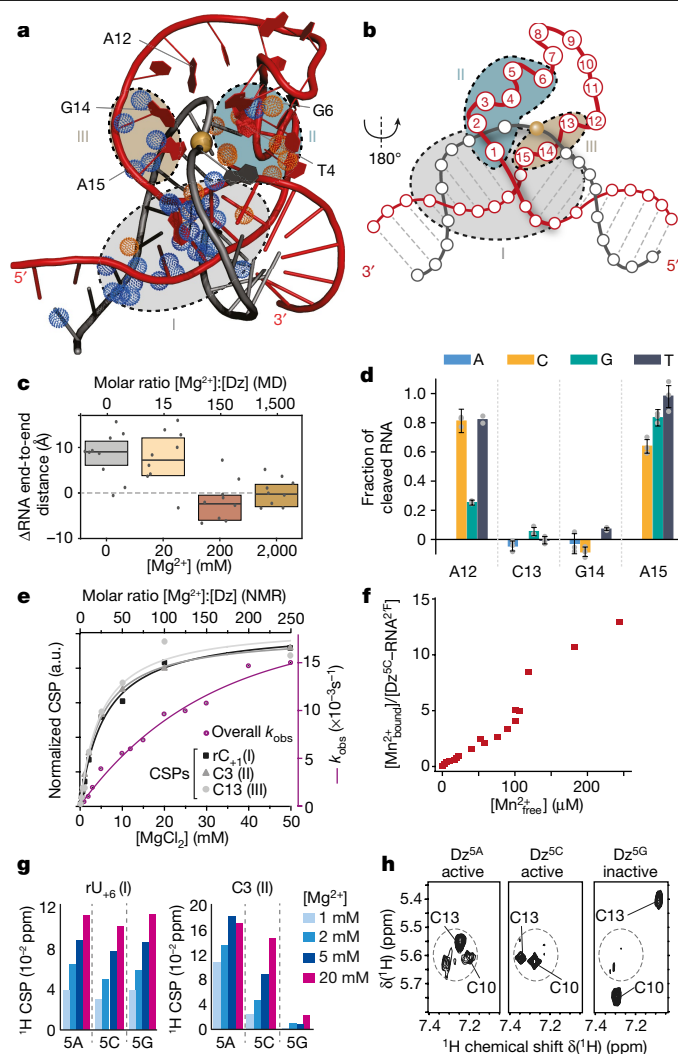 a
A12
G14
III
II
G6
A15
T4
5′
I
3′
b
8
9
7
10
II
5
6
11
3
4
12
2
13
III
180°
1
15
14
3′
I
5′
c
Molar ratio [Mg2+]:[Dz] (MD)
0 15 150 1,500
ΔRNA end-to-end
distance (Å)
10
0
−10
0 20 200 2,000
[Mg2+] (mM)
d
A C G T
Fraction of
cleaved RNA
1.0
0.8
0.6
0.4
0.2
0
A12 C13 G14 A15
e
Molar ratio [Mg2+]:[Dz] (NMR)
0 50 100 150 200 250
Normalized CSP (a.u.)
Overall kobs
CSPs
rC+1(I)
C3 (II)
C13 (III)
15
10
5
0
kobs (×10−3s−1)
0 10 20 30 40 50
[MgCl2] (mM)
f
[Mn2+bound]/[Dz5C–RNA2′F]
15
10
5
0
0 100 200
[Mn2+free] (μM)
g
rU+6 (I)
1H CSP (10−2 ppm)
12
8
4
0
5A 5C 5G
C3 (II)
1H CSP (10−2 ppm)
20
15
10
5
0
5A 5C 5G
[Mg2+]
1 mM
2 mM
5 mM
20 mM
h
Dz5A
active
Dz5C
active
Dz5G
inactive
δ(1H) (ppm)
5.4
5.5
5.6
5.7
C13
C10
C13
C10
C13
C10
7.4 7.2 7.4 7.2 7.4 7.2
1H chemical shift δ(1H) (ppm)